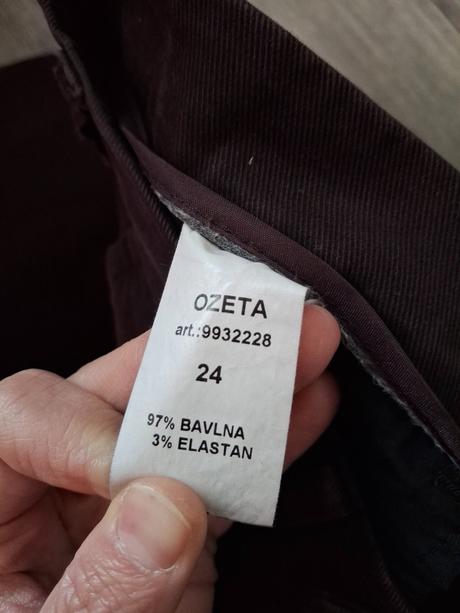 OZETA
art.:9932228
24
97% BAVLNA
3% ELASTAN